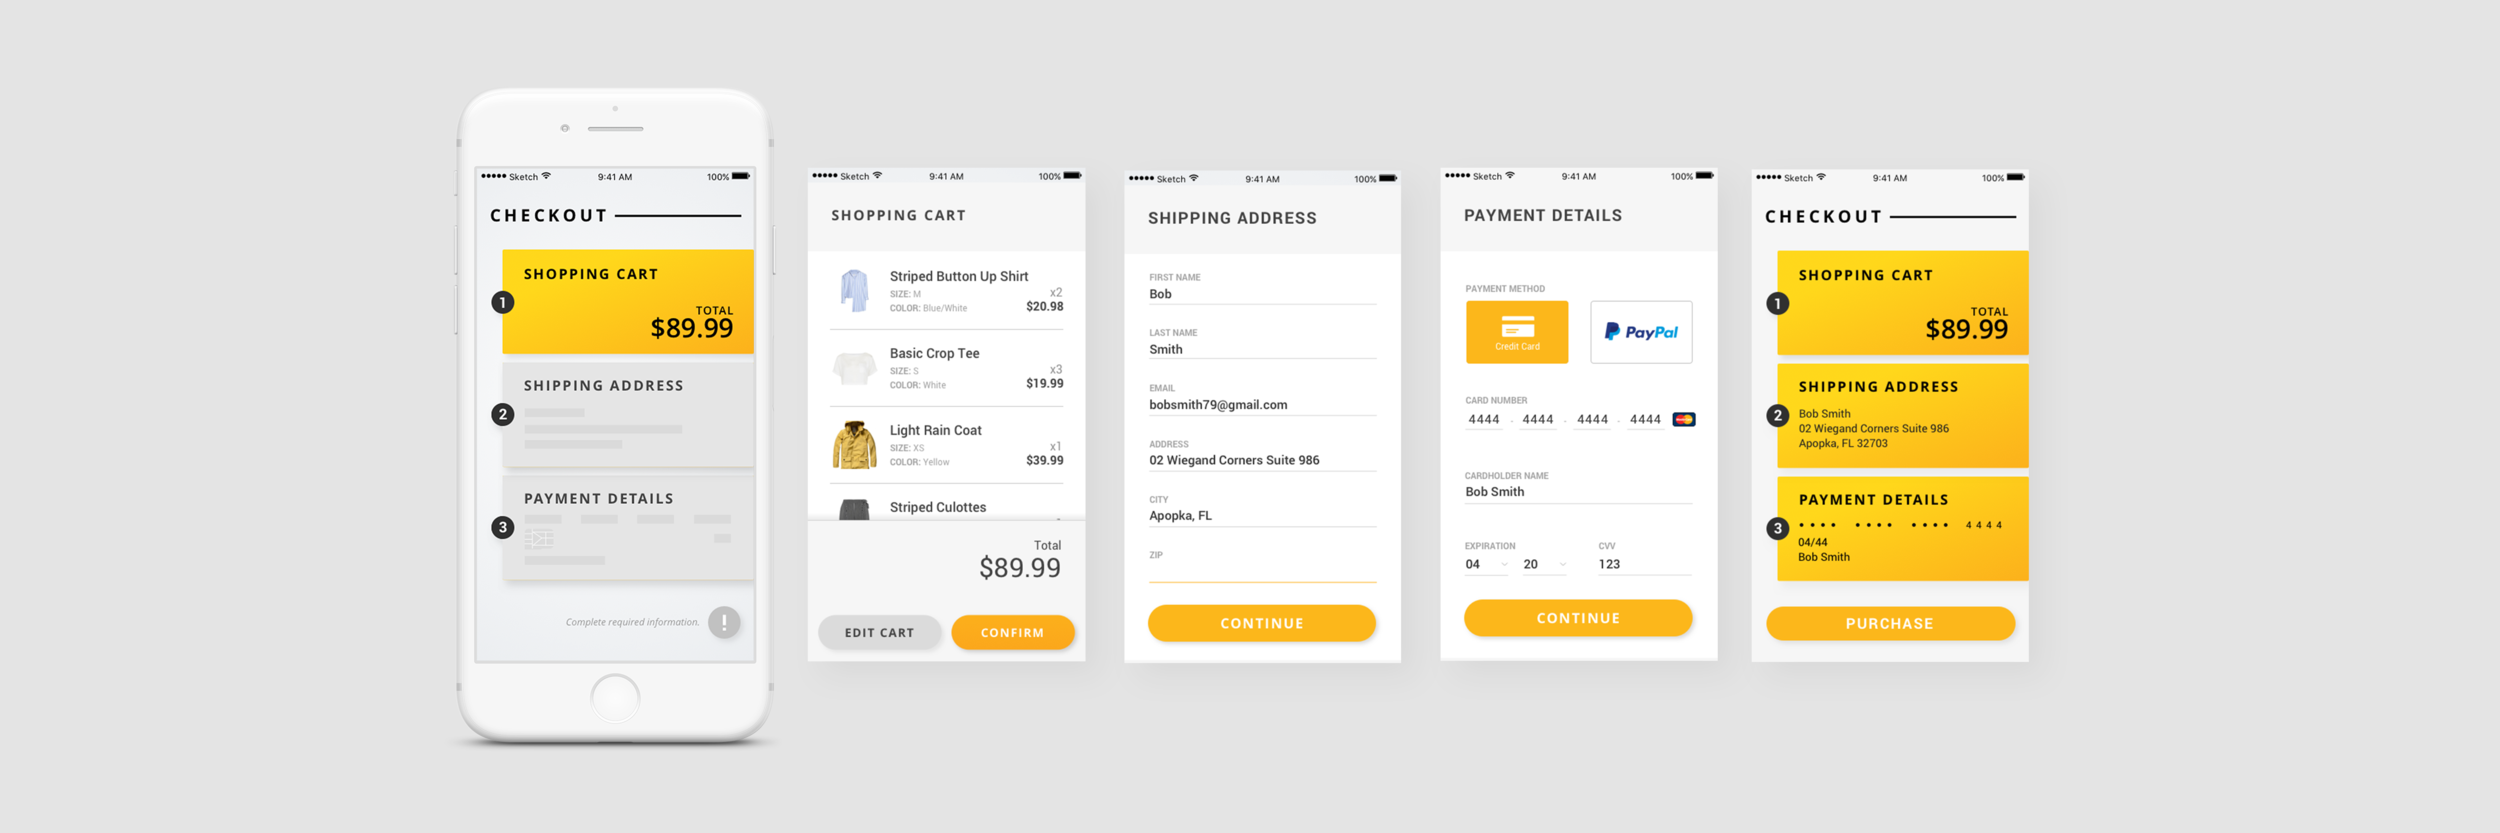 Sketch 9:41 AM 100%
CHECKOUT
SHOPPING CART
1
TOTAL
$89.99
SHIPPING ADDRESS
2
PAYMENT DETAILS
3
Complete required information. !
Sketch 9:41 AM 100%
SHOPPING CART
Striped Button Up Shirt
SIZE: M x2
COLOR: Blue/White $20.98
Basic Crop Tee
SIZE: S x3
COLOR: White $19.99
Light Rain Coat
SIZE: XS x1
COLOR: Yellow $39.99
Striped Culottes
Total
$89.99
EDIT CART CONFIRM
Sketch 9:41 AM 100%
SHIPPING ADDRESS
FIRST NAME
Bob
LAST NAME
Smith
EMAIL
bobsmith79@gmail.com
ADDRESS
02 Wiegand Corners Suite 986
CITY
Apopka, FL
ZIP
CONTINUE
Sketch 9:41 AM 100%
PAYMENT DETAILS
PAYMENT METHOD
Credit Card PayPal
CARD NUMBER
4444 - 4444 - 4444 - 4444
CARDHOLDER NAME
Bob Smith
EXPIRATION CVV
04 20 123
CONTINUE
Sketch 9:41 AM 100%
CHECKOUT
SHOPPING CART
1
TOTAL
$89.99
SHIPPING ADDRESS
2
Bob Smith
02 Wiegand Corners Suite 986
Apopka, FL 32703
PAYMENT DETAILS
3
•••• •••• •••• 4444
04/44
Bob Smith
PURCHASE